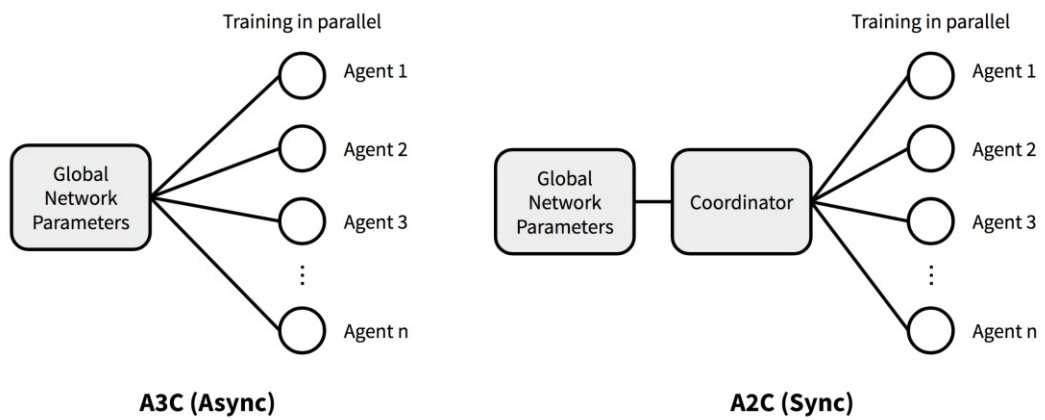 Training in parallel
Agent 1
Agent 2
Agent 3
Agent n
Global
Network
Parameters
A3C (Async)
Training in parallel
Agent 1
Agent 2
Agent 3
Agent n
Global
Network
Parameters
Coordinator
A2C (Sync)